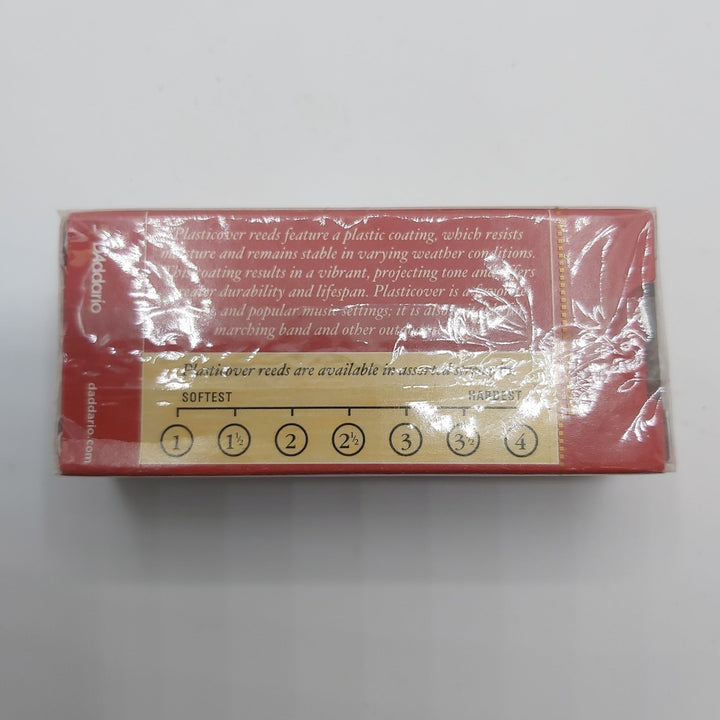 D'Addario
daddario.com
Plasticover reeds feature a plastic coating, which resists
and remains stable in varying weather conditions.
coating results in a vibrant, projecting tone and
durability and lifespan. Plasticover is a
and popular music settings; it is also
marching band and other
Plasticover reeds are available in
SOFTEST HARDEST
1 1½ 2 2½ 3 3½ 4